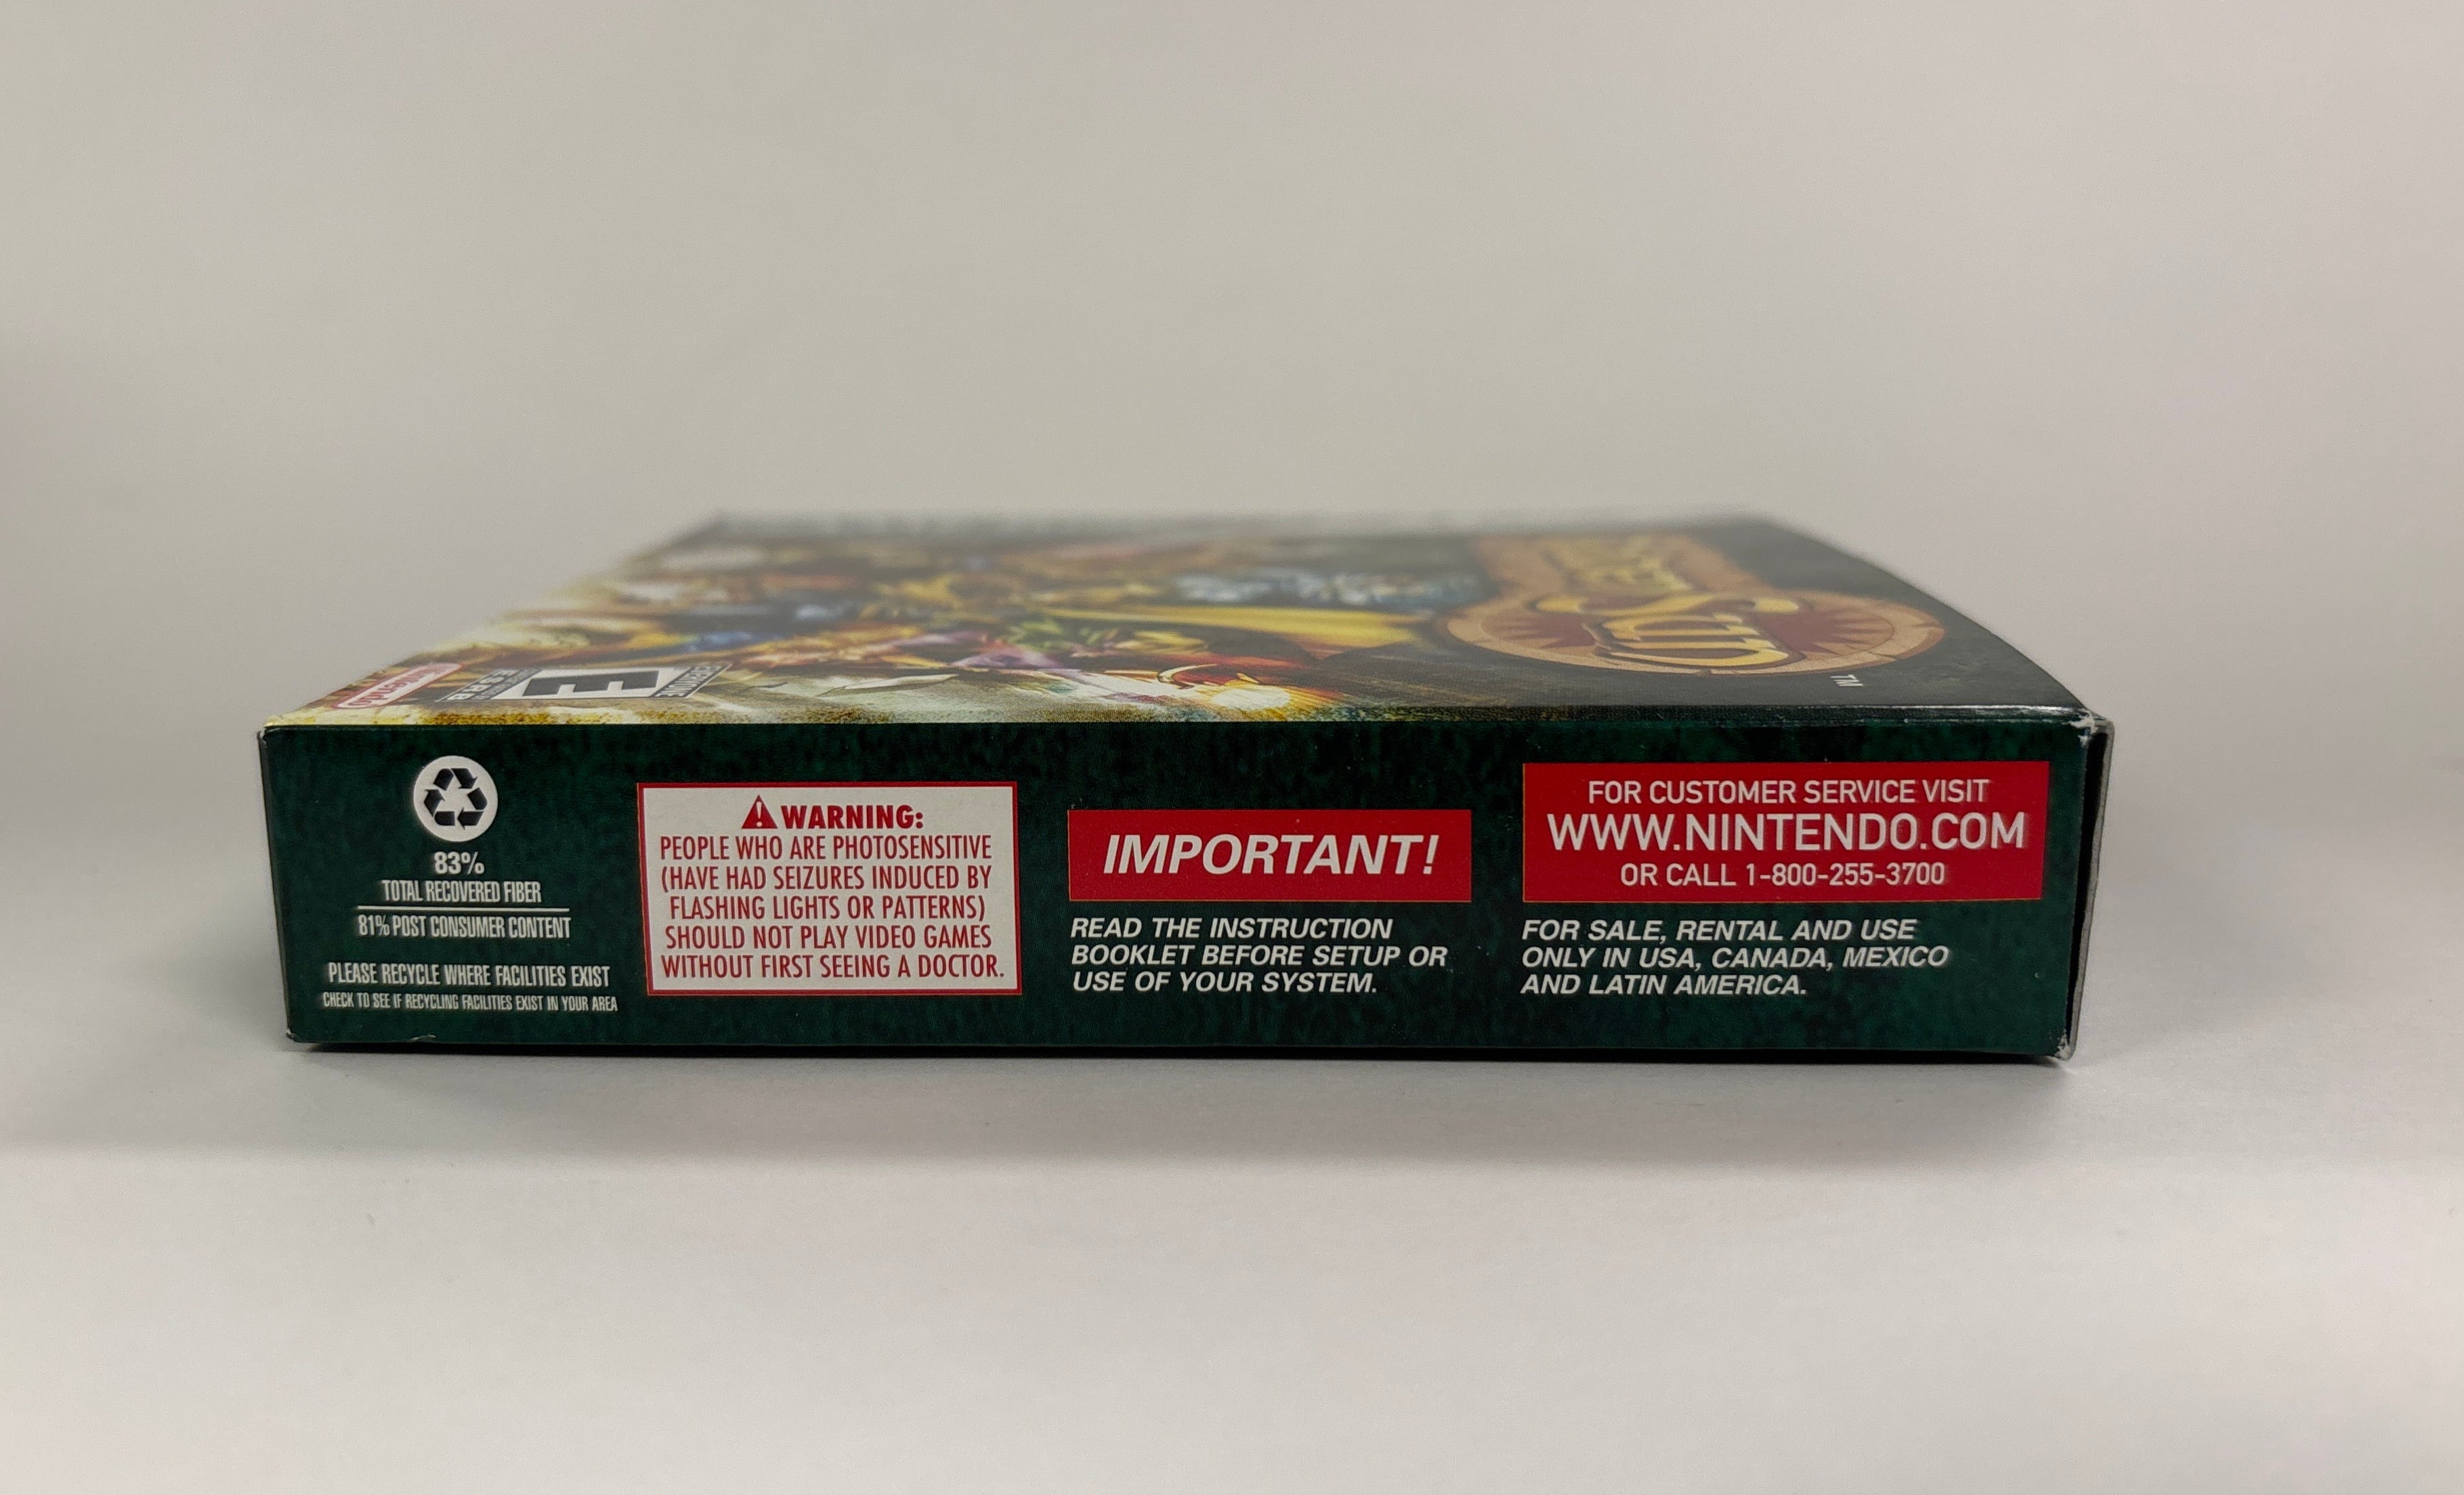 TM
E
83%
TOTAL RECOVERED FIBER
81% POST CONSUMER CONTENT
PLEASE RECYCLE WHERE FACILITIES EXIST
CHECK TO SEE IF RECYCLING FACILITIES EXIST IN YOUR AREA
WARNING:
PEOPLE WHO ARE PHOTOSENSITIVE
(HAVE HAD SEIZURES INDUCED BY
FLASHING LIGHTS OR PATTERNS)
SHOULD NOT PLAY VIDEO GAMES
WITHOUT FIRST SEEING A DOCTOR.
IMPORTANT!
READ THE INSTRUCTION
BOOKLET BEFORE SETUP OR
USE OF YOUR SYSTEM.
FOR CUSTOMER SERVICE VISIT
WWW.NINTENDO.COM
OR CALL 1-800-255-3700
FOR SALE, RENTAL AND USE
ONLY IN USA, CANADA, MEXICO
AND LATIN AMERICA.